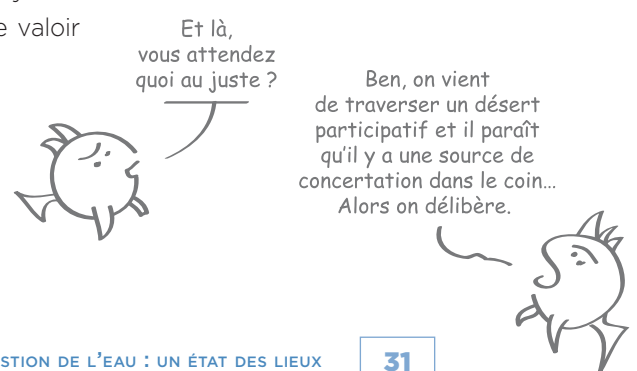 e valoir
Et là,
vous attendez
quoi au juste ?
Ben, on vient
de traverser un désert
participatif et il paraît
qu'il y a une source de
concertation dans le coin...
Alors on délibère.
STION DE L'EAU : UN ÉTAT DES LIEUX
31